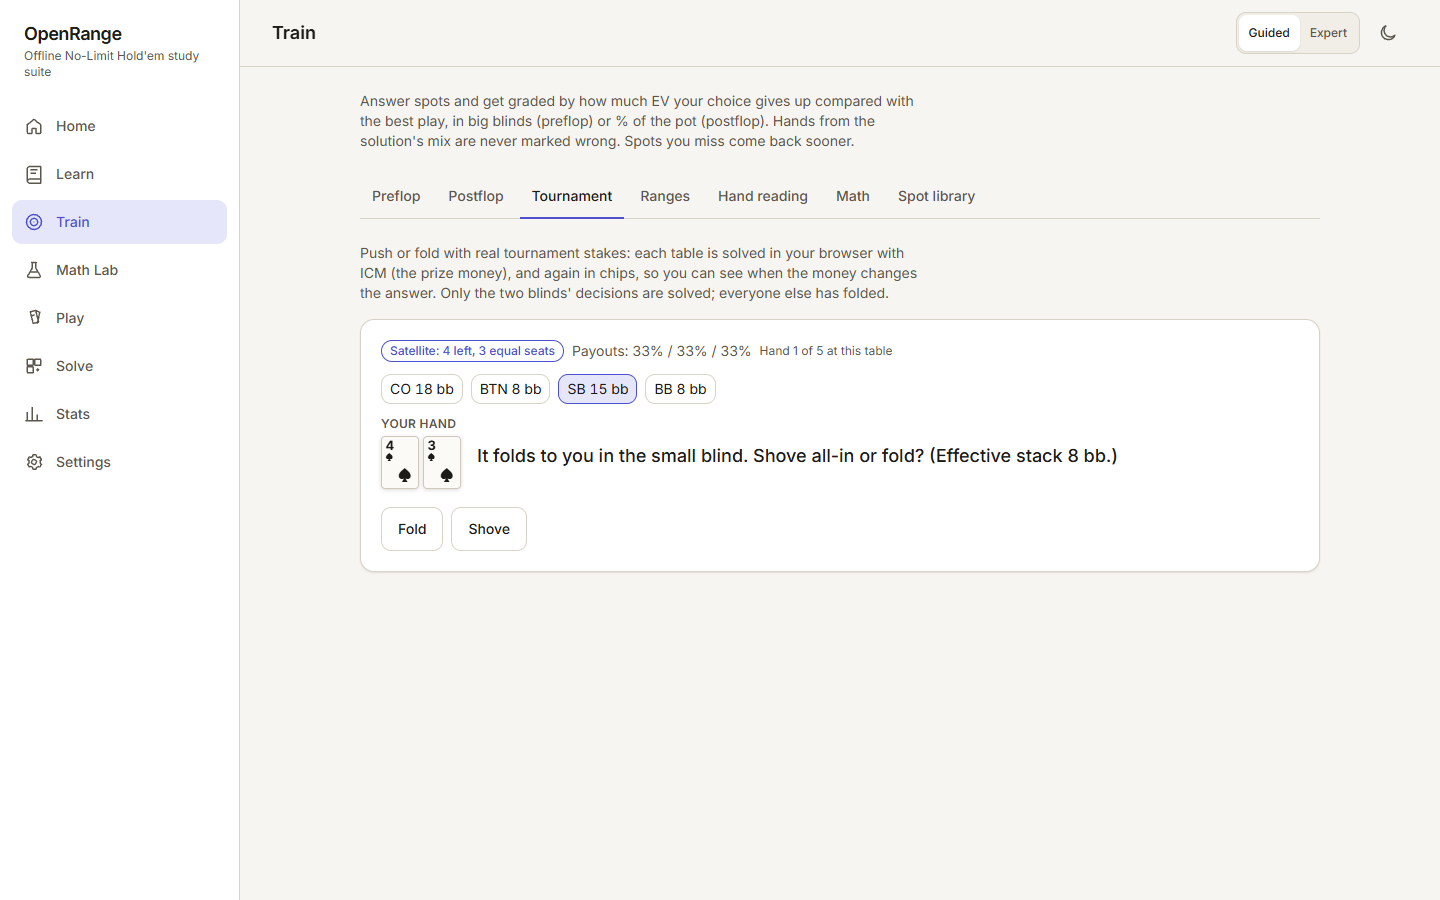 OpenRange
Offline No-Limit Hold'em study
suite
Home
Learn
Train
Math Lab
Play
Solve
Stats
Settings
Train
Guided
Expert
Answer spots and get graded by how much EV your choice gives up compared with
the best play, in big blinds (preflop) or % of the pot (postflop). Hands from the
solution's mix are never marked wrong. Spots you miss come back sooner.
Preflop
Postflop
Tournament
Ranges
Hand reading
Math
Spot library
Push or fold with real tournament stakes: each table is solved in your browser with
ICM (the prize money), and again in chips, so you can see when the money changes
the answer. Only the two blinds' decisions are solved; everyone else has folded.
Satellite: 4 left, 3 equal seats
Payouts: 33% / 33% / 33%
Hand 1 of 5 at this table
CO 18 bb
BTN 8 bb
SB 15 bb
BB 8 bb
YOUR HAND
4
3
It folds to you in the small blind. Shove all-in or fold? (Effective stack 8 bb.)
Fold
Shove